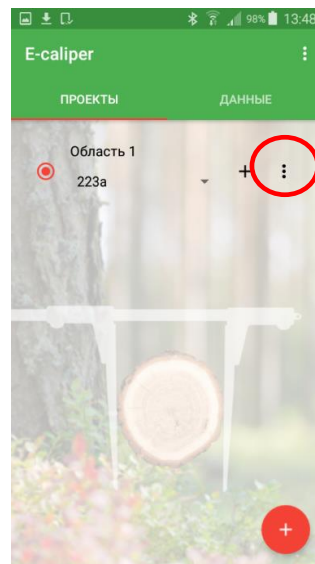 98% 13:48
E-caliper
ПРОЕКТЫ ДАННЫЕ
Область 1
223а